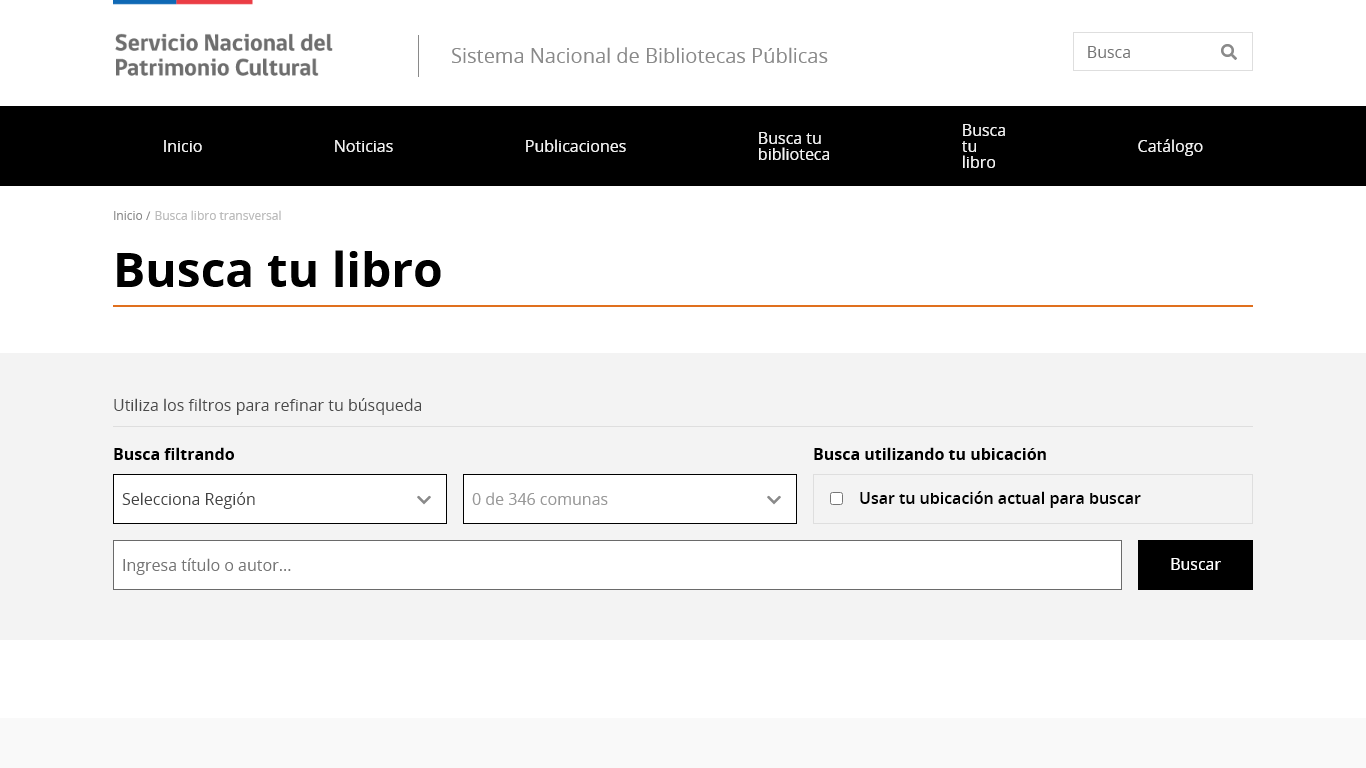 Servicio Nacional del
Patrimonio Cultural
Sistema Nacional de Bibliotecas Públicas
Busca
Inicio
Noticias
Publicaciones
Busca tu
biblioteca
Busca
tu
libro
Catálogo
Inicio / Busca libro transversal
Busca tu libro
Utiliza los filtros para refinar tu búsqueda
Busca filtrando
Busca utilizando tu ubicación
Selecciona Región
0 de 346 comunas
Usar tu ubicación actual para buscar
Ingresa título o autor...
Buscar